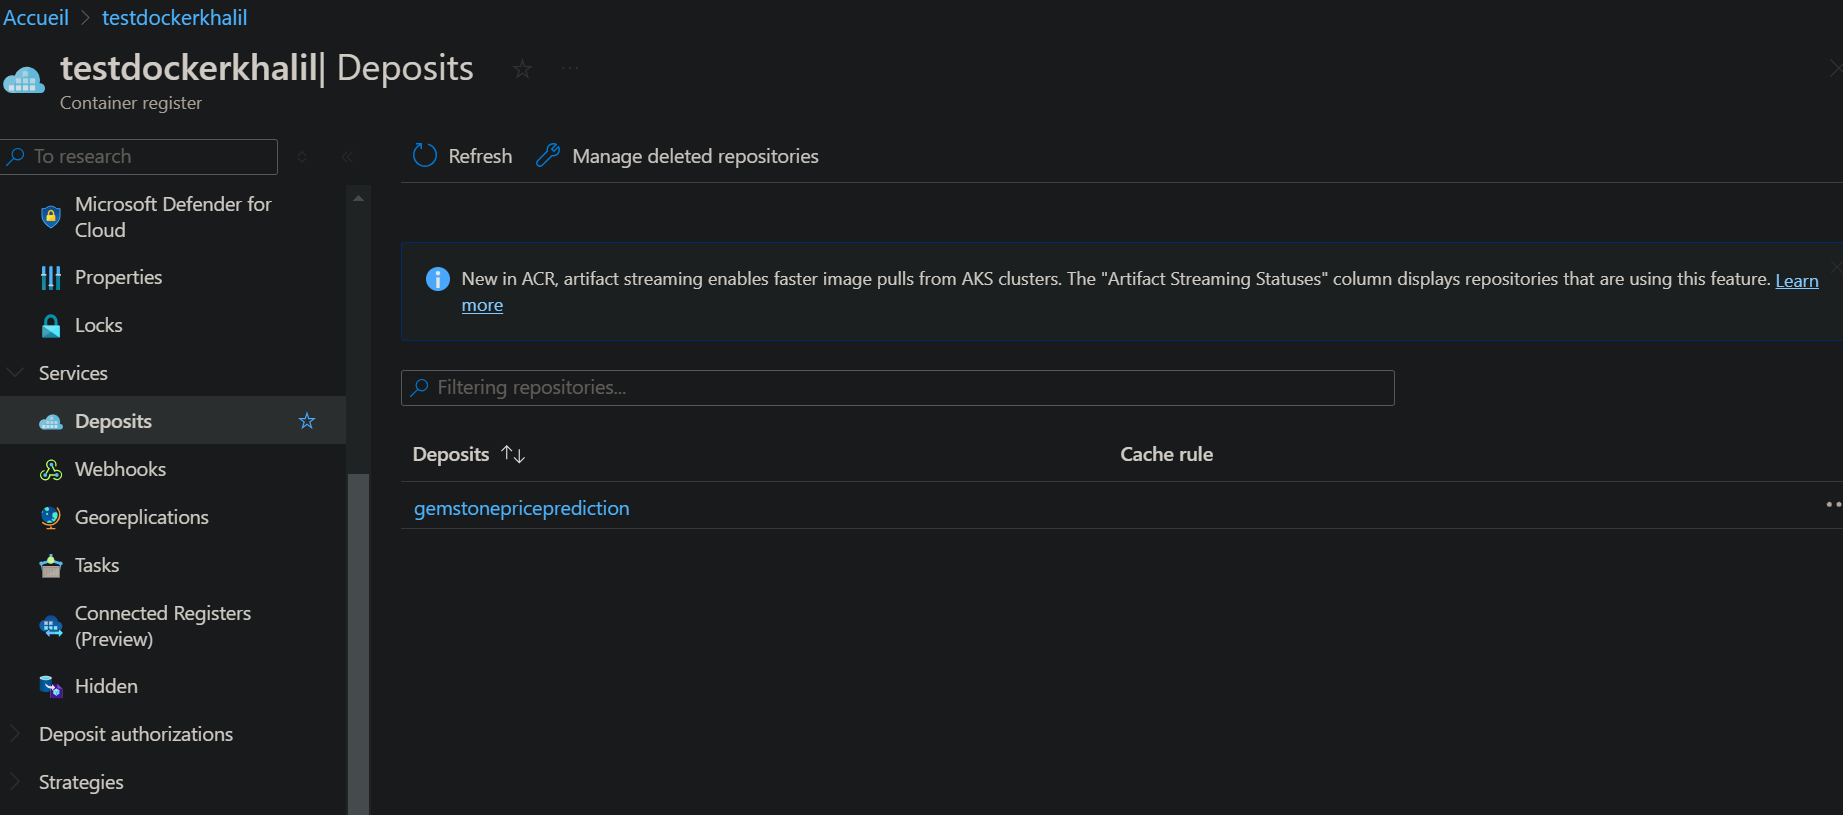 Accueil > testdockerkhalil
testdockerkhalil| Deposits
Container register
To research
Refresh
Manage deleted repositories
Microsoft Defender for
Cloud
Properties
Locks
Services
Deposits
Webhooks
Georeplications
Tasks
Connected Registers
(Preview)
Hidden
Deposit authorizations
Strategies
New in ACR, artifact streaming enables faster image pulls from AKS clusters. The "Artifact Streaming Statuses" column displays repositories that are using this feature. Learn
more
Filtering repositories...
Deposits ↑↓ Cache rule
gemstonepriceprediction